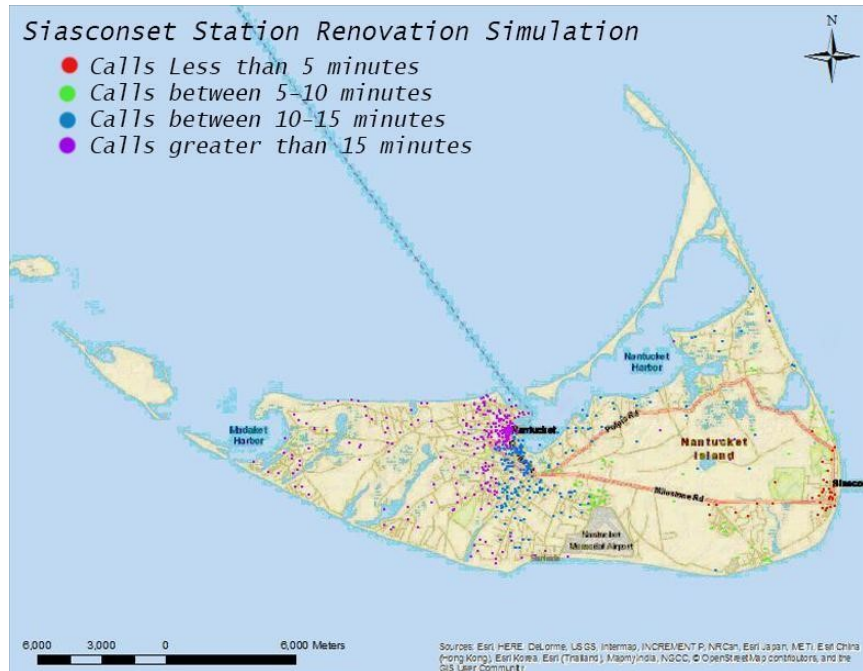 Siasconset Station Renovation Simulation
Calls Less than 5 minutes
Calls between 5-10 minutes
Calls between 10-15 minutes
Calls greater than 15 minutes
N
Nantucket
Harbor
Madaket
Harbor
Nantucket
Polpis Rd
Nantucket
Island
Milestone Rd
Siascon
Nantucket
Memorial Airport
6,000 3,000 0 6,000 Meters
Sources: Esri, HERE, DeLorme, USGS, Intermap, INCREMENT P, NRCan, Esri Japan, METI, Esri China
(Hong Kong), Esri Korea, Esri (Thailand), MapmyIndia, NGCC, © OpenStreetMap contributors, and the
GIS User Community